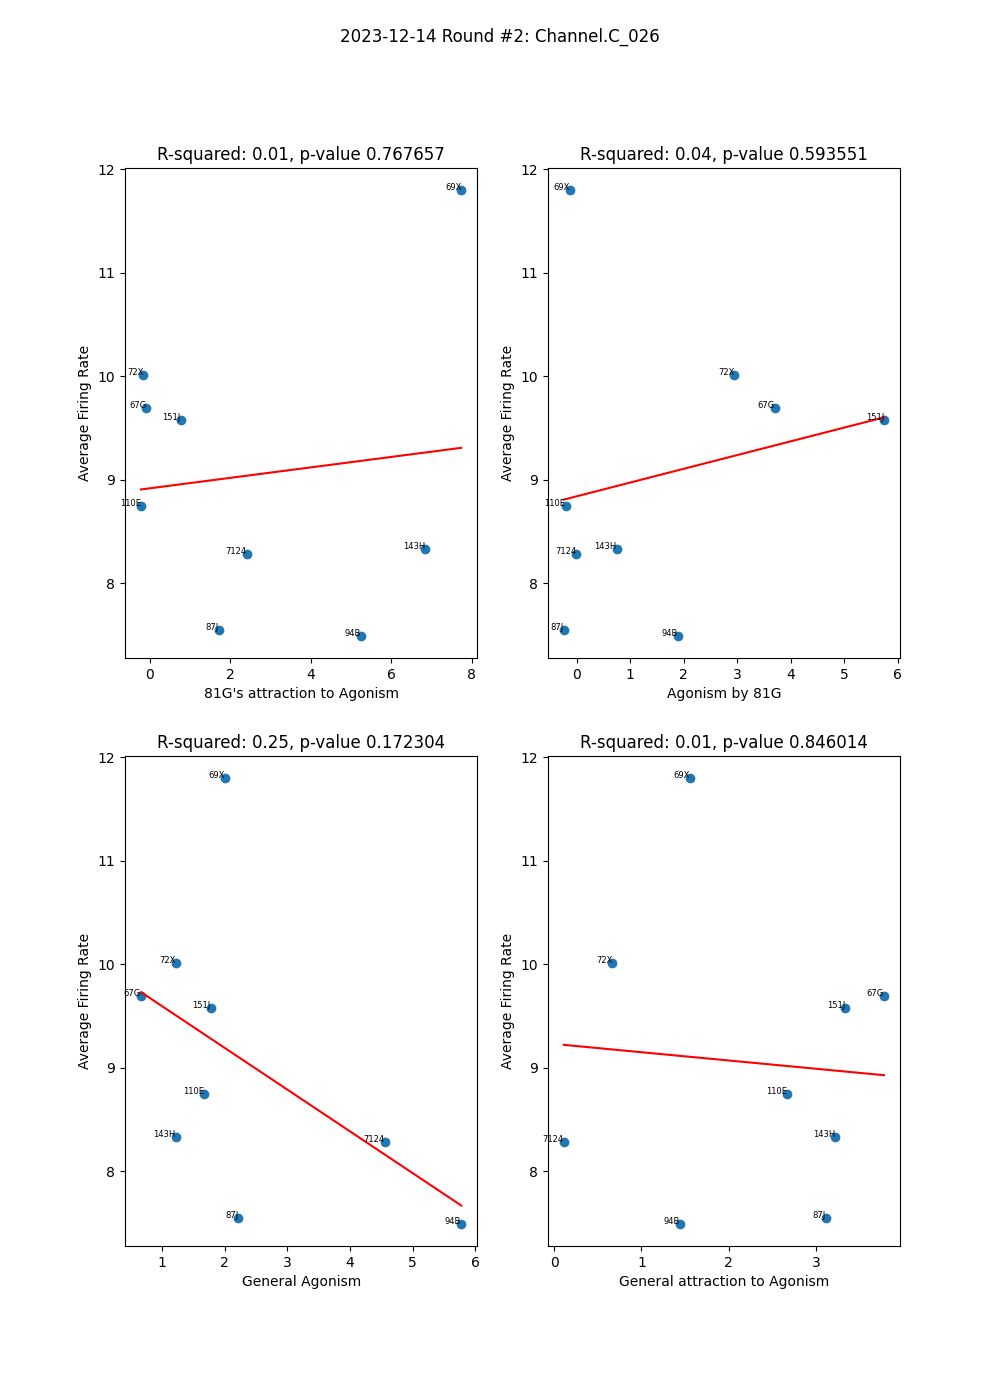 2023-12-14 Round #2: Channel.C_026
R-squared: 0.01, p-value 0.767657
12
11
10
9
8
Average Firing Rate
69X
72X
67G
151J
110E
7124
143H
87J
94B
0 2 4 6 8
81G's attraction to Agonism
R-squared: 0.04, p-value 0.593551
12
11
10
9
8
Average Firing Rate
69X
72X
67G
151J
110E
7124
143H
87J
94B
0 1 2 3 4 5 6
Agonism by 81G
R-squared: 0.25, p-value 0.172304
12
11
10
9
8
Average Firing Rate
69X
72X
67G
151J
110E
143H
7124
87J
94B
1 2 3 4 5 6
General Agonism
R-squared: 0.01, p-value 0.846014
12
11
10
9
8
Average Firing Rate
69X
72X
67G
151J
110E
143H
7124
87J
94B
0 1 2 3
General attraction to Agonism